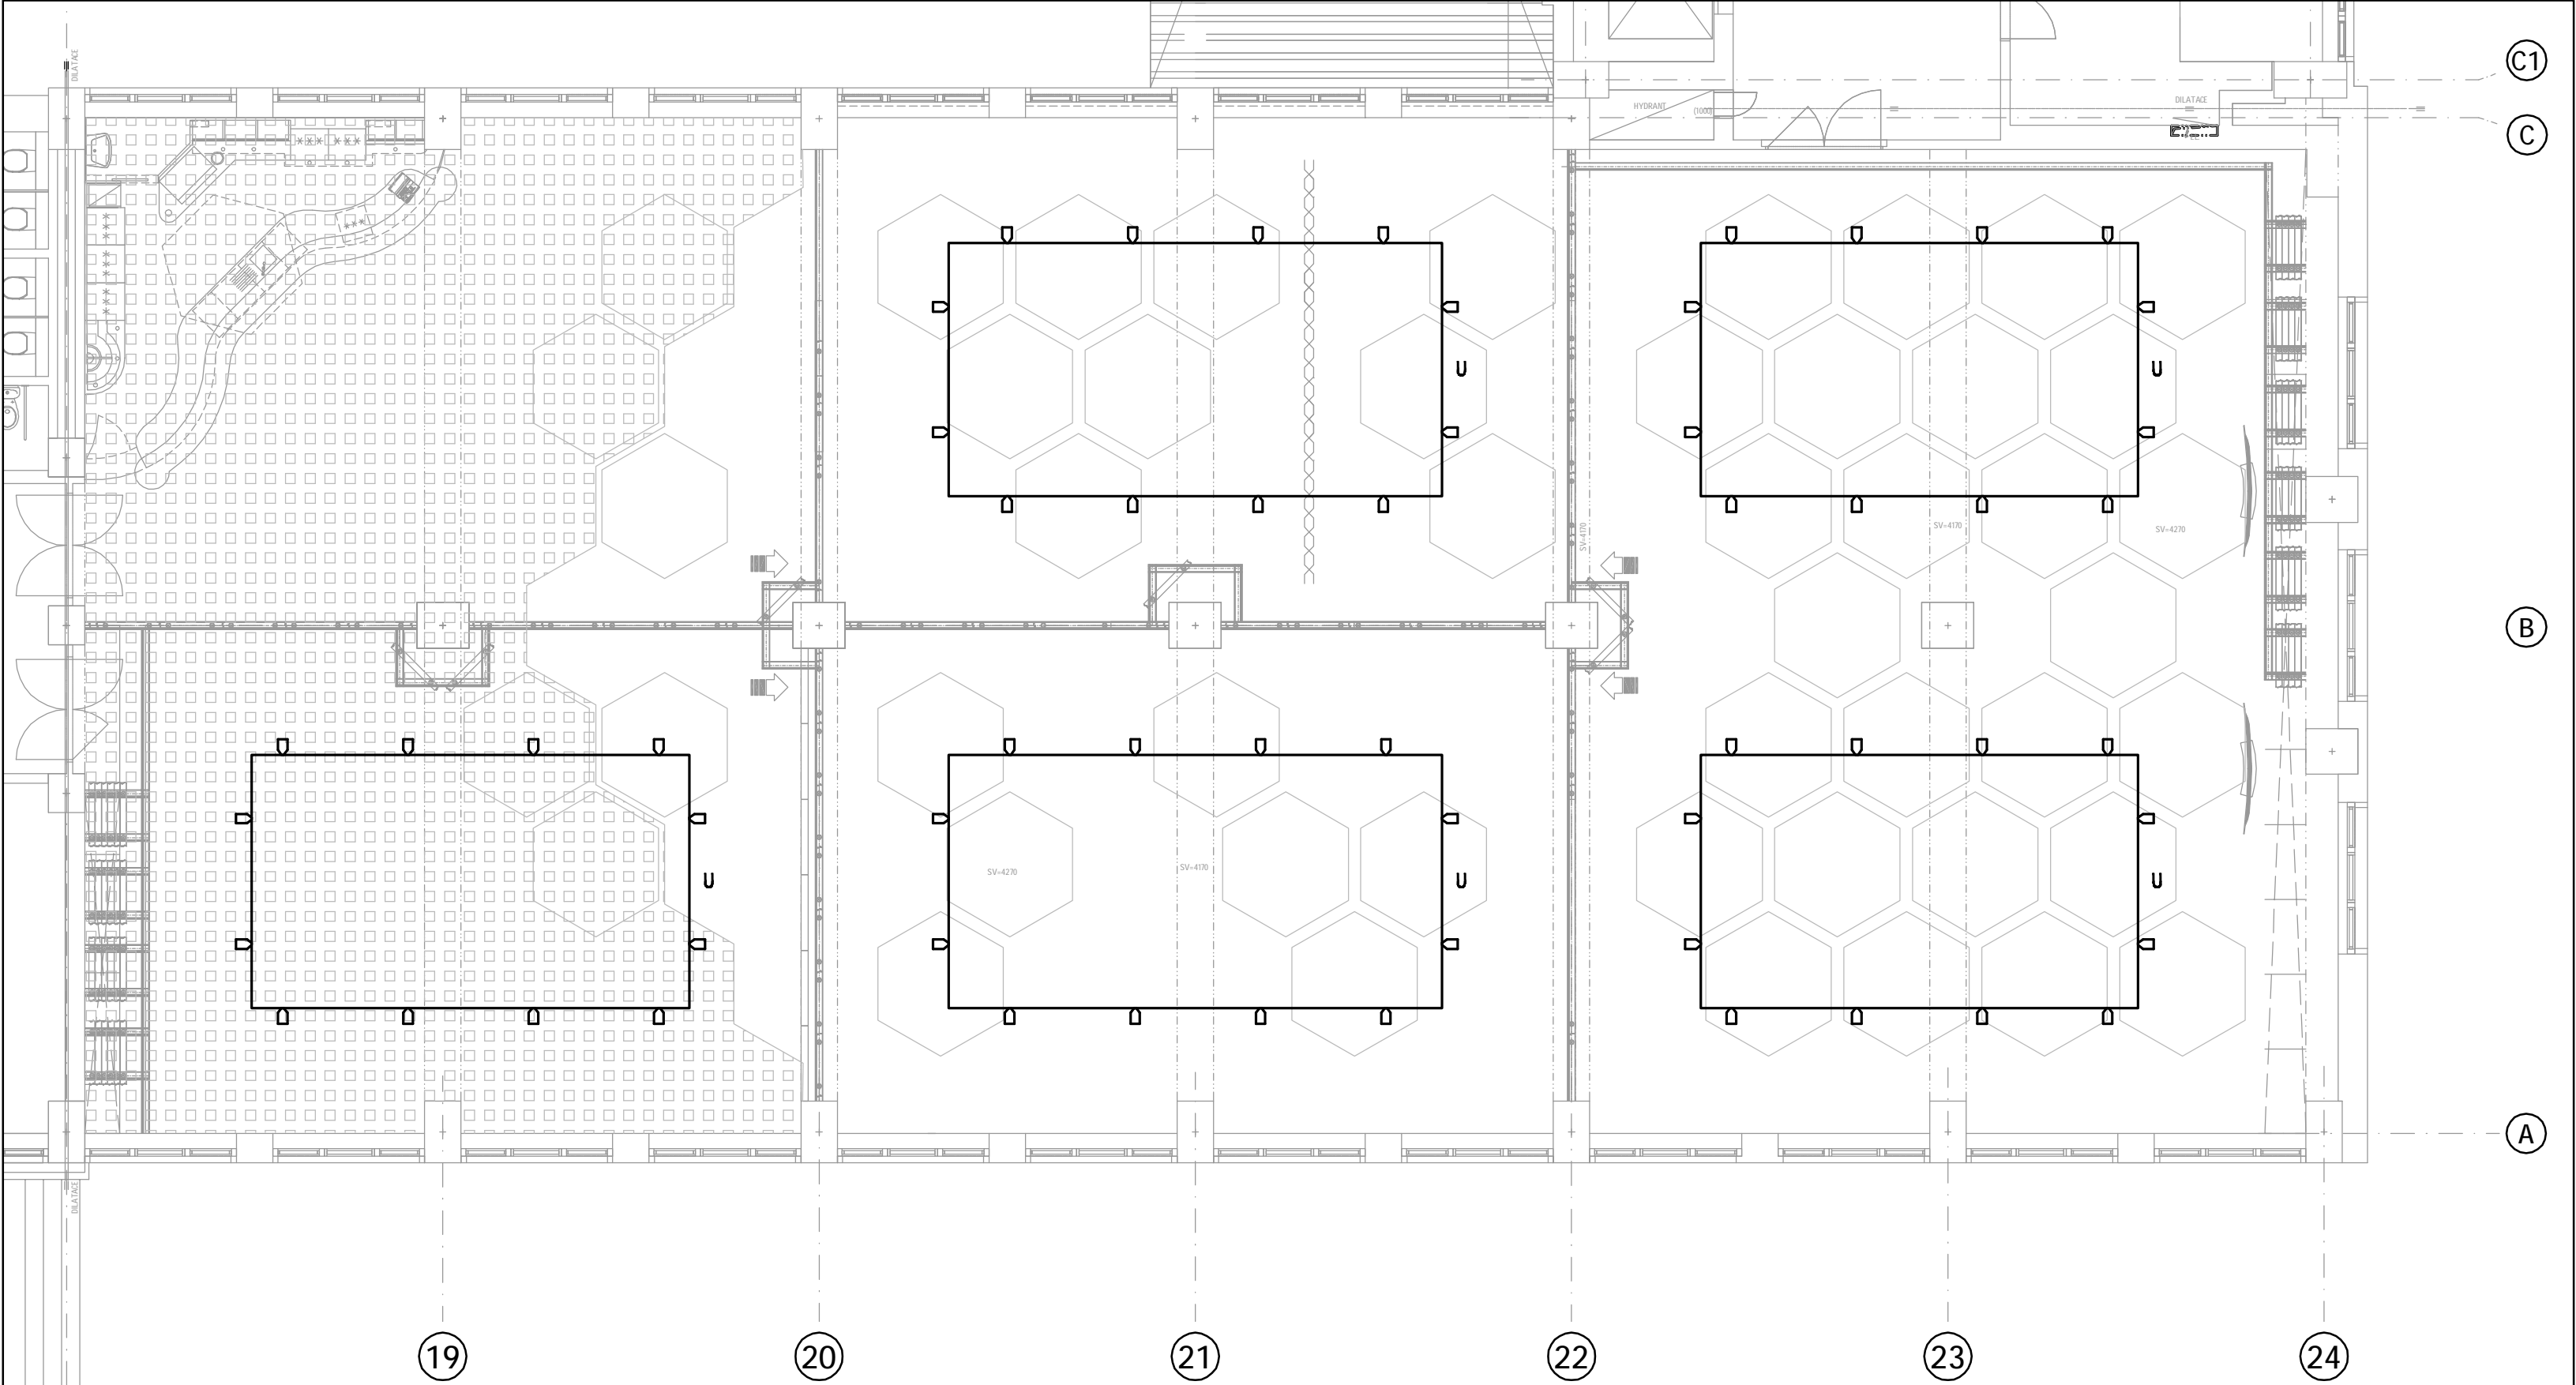 DILATACE
C1
HYDRANT
(1000)
DILATACE
C
SV=4170
SV=4170
SV=4270
B
SV=4270
SV=4170
A
DILATACE
19
20
21
22
23
24